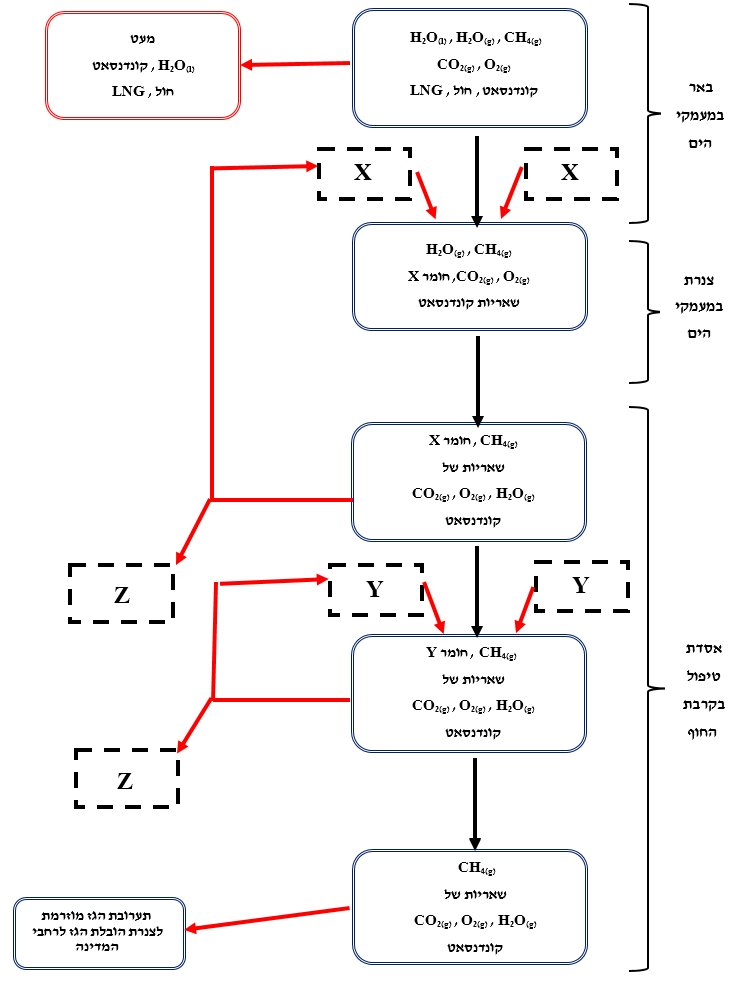 מעט
H₂O(l) , קונדנסאט
חול , LNG
H₂O(l) , H₂O(g) , CH₄(g)
CO₂(g) , O₂(g)
קונדנסאט , חול , LNG
באר
במעמקי
הים
X
X
H₂O(g) , CH₄(g)
CO₂(g) , O₂(g), חומר X
שאריות קונדנסאט
צנרת
במעמקי
הים
CH₄(g) , חומר X
שאריות של
CO₂(g) , O₂(g) , H₂O(g)
קונדנסאט
Z
Y
Y
CH₄(g) , חומר Y
שאריות של
CO₂(g) , O₂(g) , H₂O(g)
קונדנסאט
אסדת
טיפול
בקרבת
החוף
Z
CH₄(g)
שאריות של
CO₂(g) , O₂(g) , H₂O(g)
קונדנסאט
תערובת הגז מוזרמת
לצנרת הובלת הגז לרחבי
המדינה